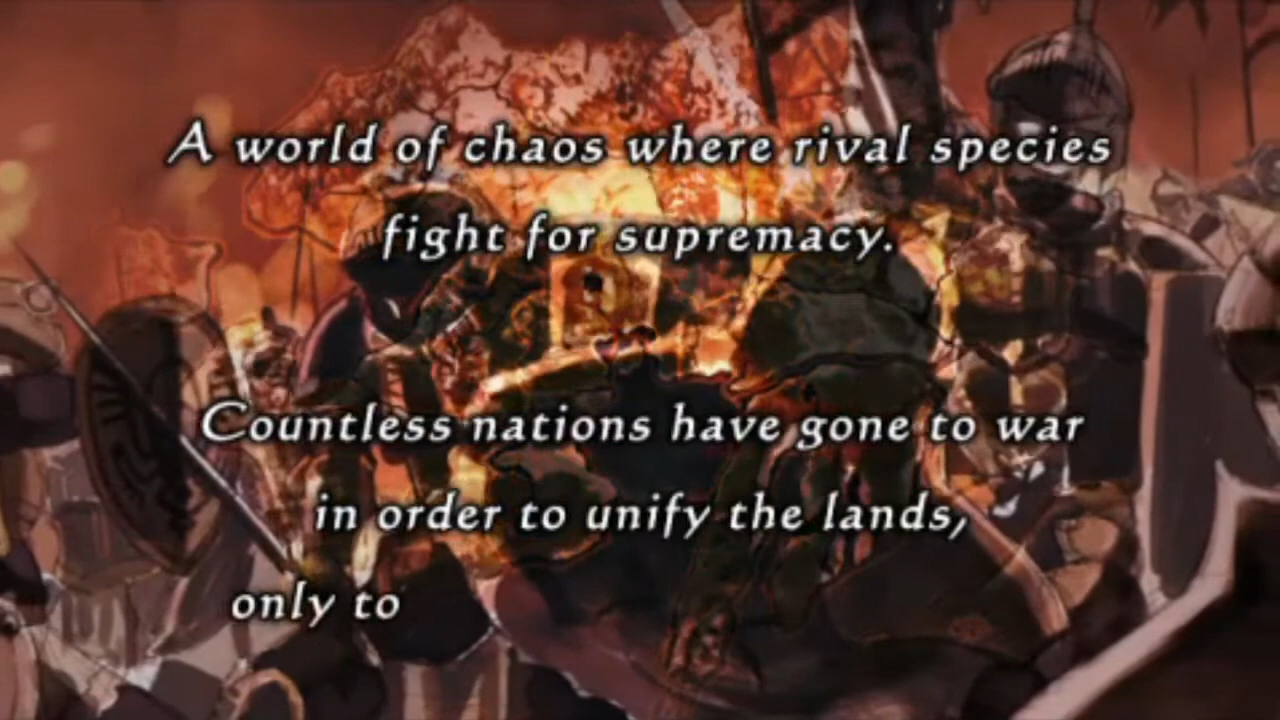 A world of chaos where rival species
fight for supremacy.
Countless nations have gone to war
in order to unify the lands,
only to